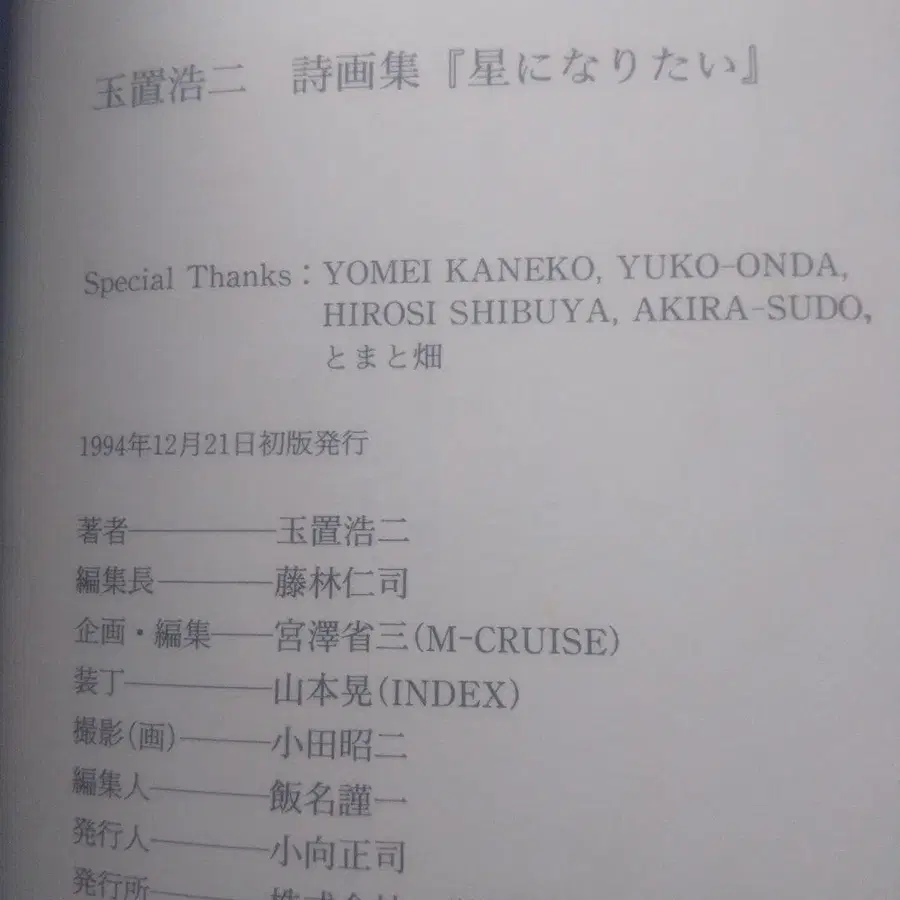 玉置浩二　詩画集『星になりたい』
Special Thanks：YOMEI KANEKO, YUKO-ONDA,
HIROSI SHIBUYA, AKIRA-SUDO,
とまと畑
1994年12月21日初版発行
著者――――玉置浩二
編集長―――藤林仁司
企画・編集――宮澤省三(M-CRUISE)
装丁――――山本晃(INDEX)
撮影(画)―――小田昭二
編集人―――飯名謹一
発行人―――小向正司
発行所―――株式会社